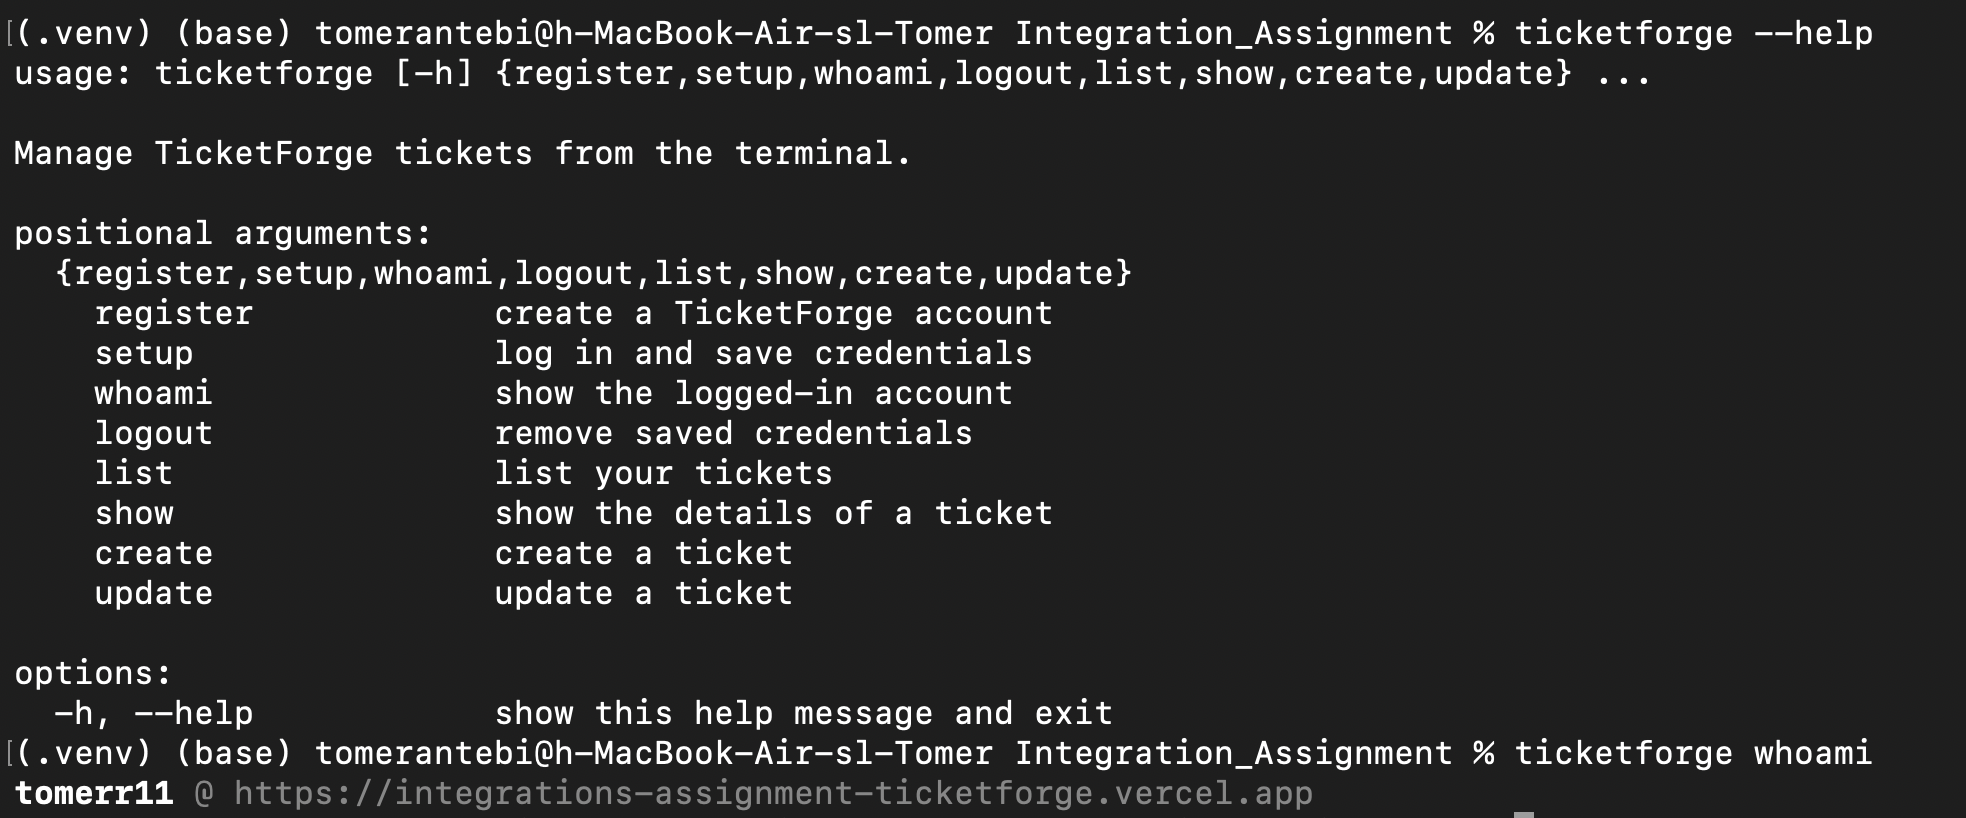 [(.venv) (base) tomerantebi@h-MacBook-Air-sl-Tomer Integration_Assignment % ticketforge --help
usage: ticketforge [-h] {register,setup,whoami,logout,list,show,create,update} ...

Manage TicketForge tickets from the terminal.

positional arguments:
  {register,setup,whoami,logout,list,show,create,update}
    register            create a TicketForge account
    setup               log in and save credentials
    whoami              show the logged-in account
    logout              remove saved credentials
    list                list your tickets
    show                show the details of a ticket
    create              create a ticket
    update              update a ticket

options:
  -h, --help            show this help message and exit
[(.venv) (base) tomerantebi@h-MacBook-Air-sl-Tomer Integration_Assignment % ticketforge whoami
tomerr11 @ https://integrations-assignment-ticketforge.vercel.app